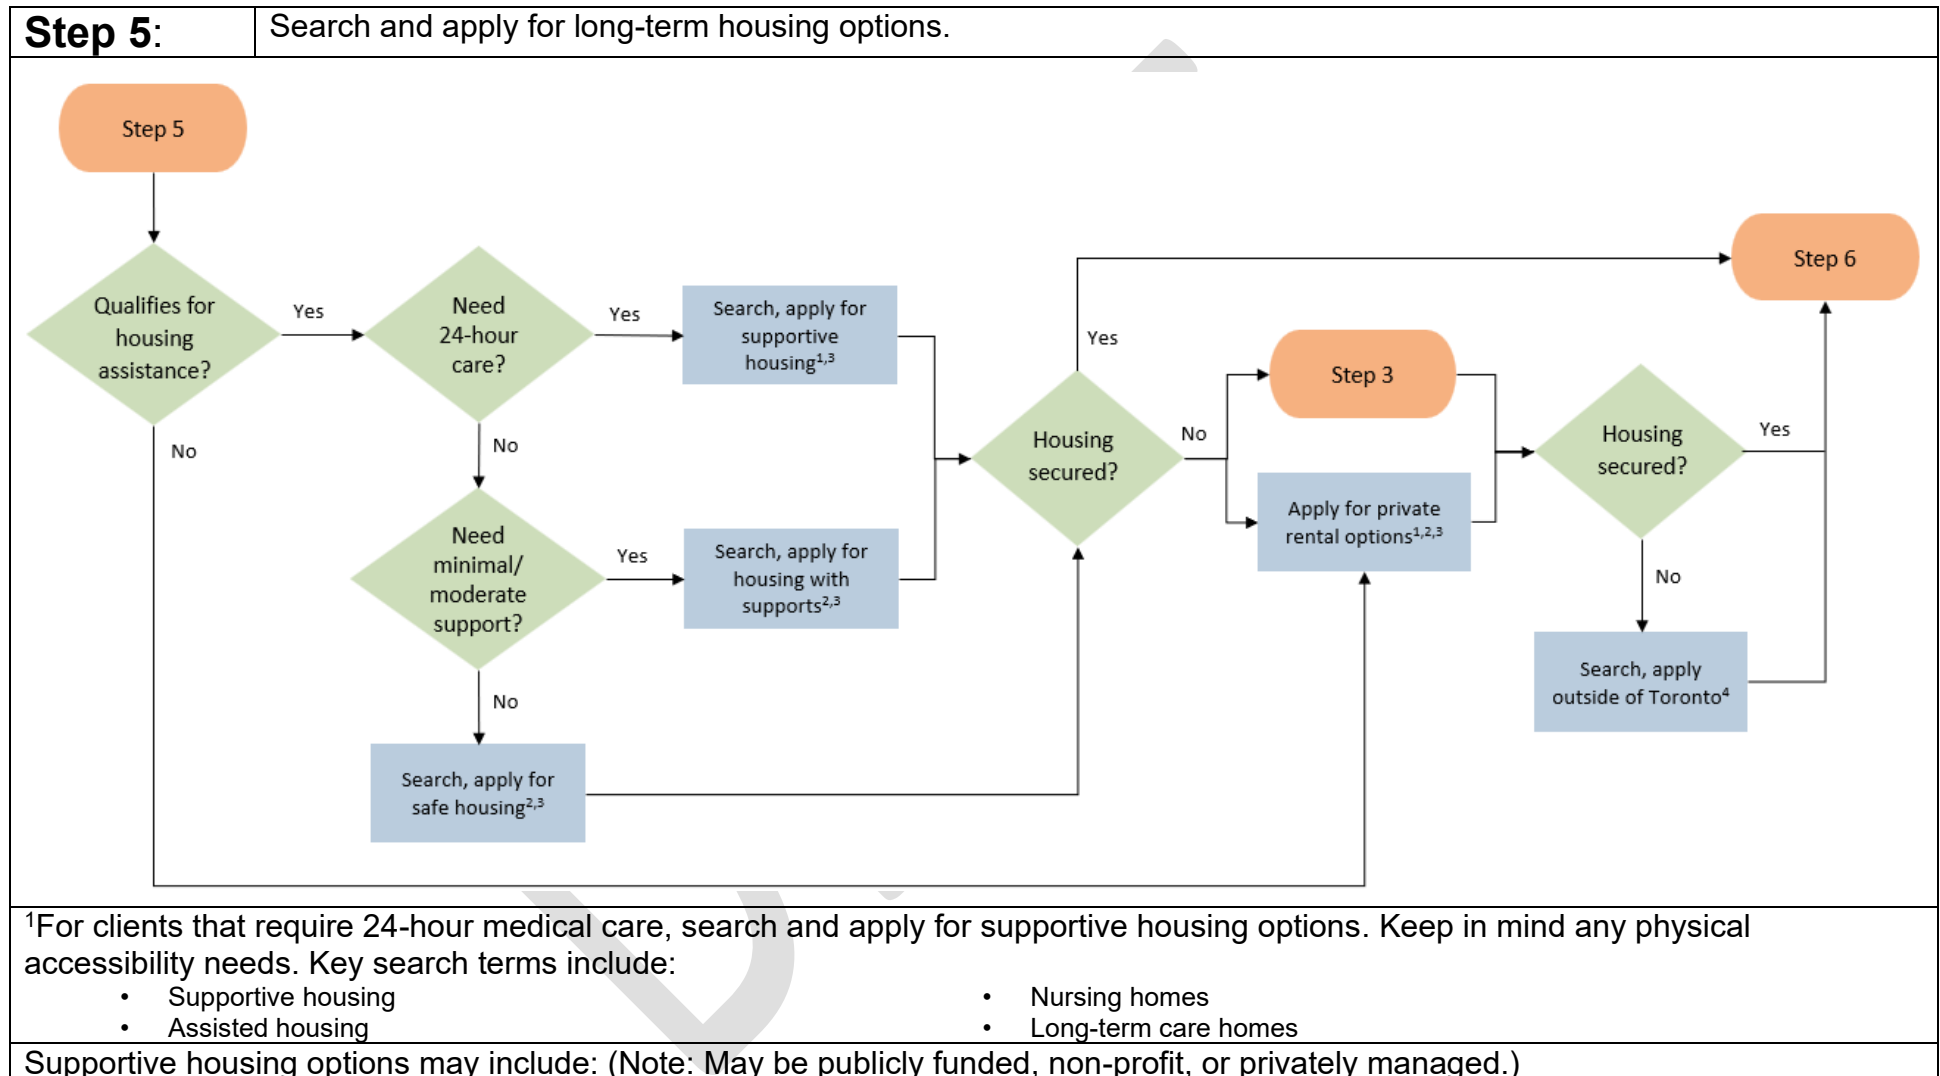 Step 5: Search and apply for long-term housing options.
Step 5
Qualifies for
housing
assistance?
Yes
No
Need
24-hour
care?
Yes
No
Search, apply for
supportive
housing¹,³
Need
minimal/
moderate
support?
Yes
No
Search, apply for
housing with
supports²,³
Search, apply for
safe housing²,³
Housing
secured?
Yes
No
Step 3
Apply for private
rental options¹,²,³
Housing
secured?
Yes
No
Search, apply
outside of Toronto⁴
Step 6
¹For clients that require 24-hour medical care, search and apply for supportive housing options. Keep in mind any physical
accessibility needs. Key search terms include:
• Supportive housing
• Assisted housing
• Nursing homes
• Long-term care homes
Supportive housing options may include: (Note: May be publicly funded, non-profit, or privately managed.)